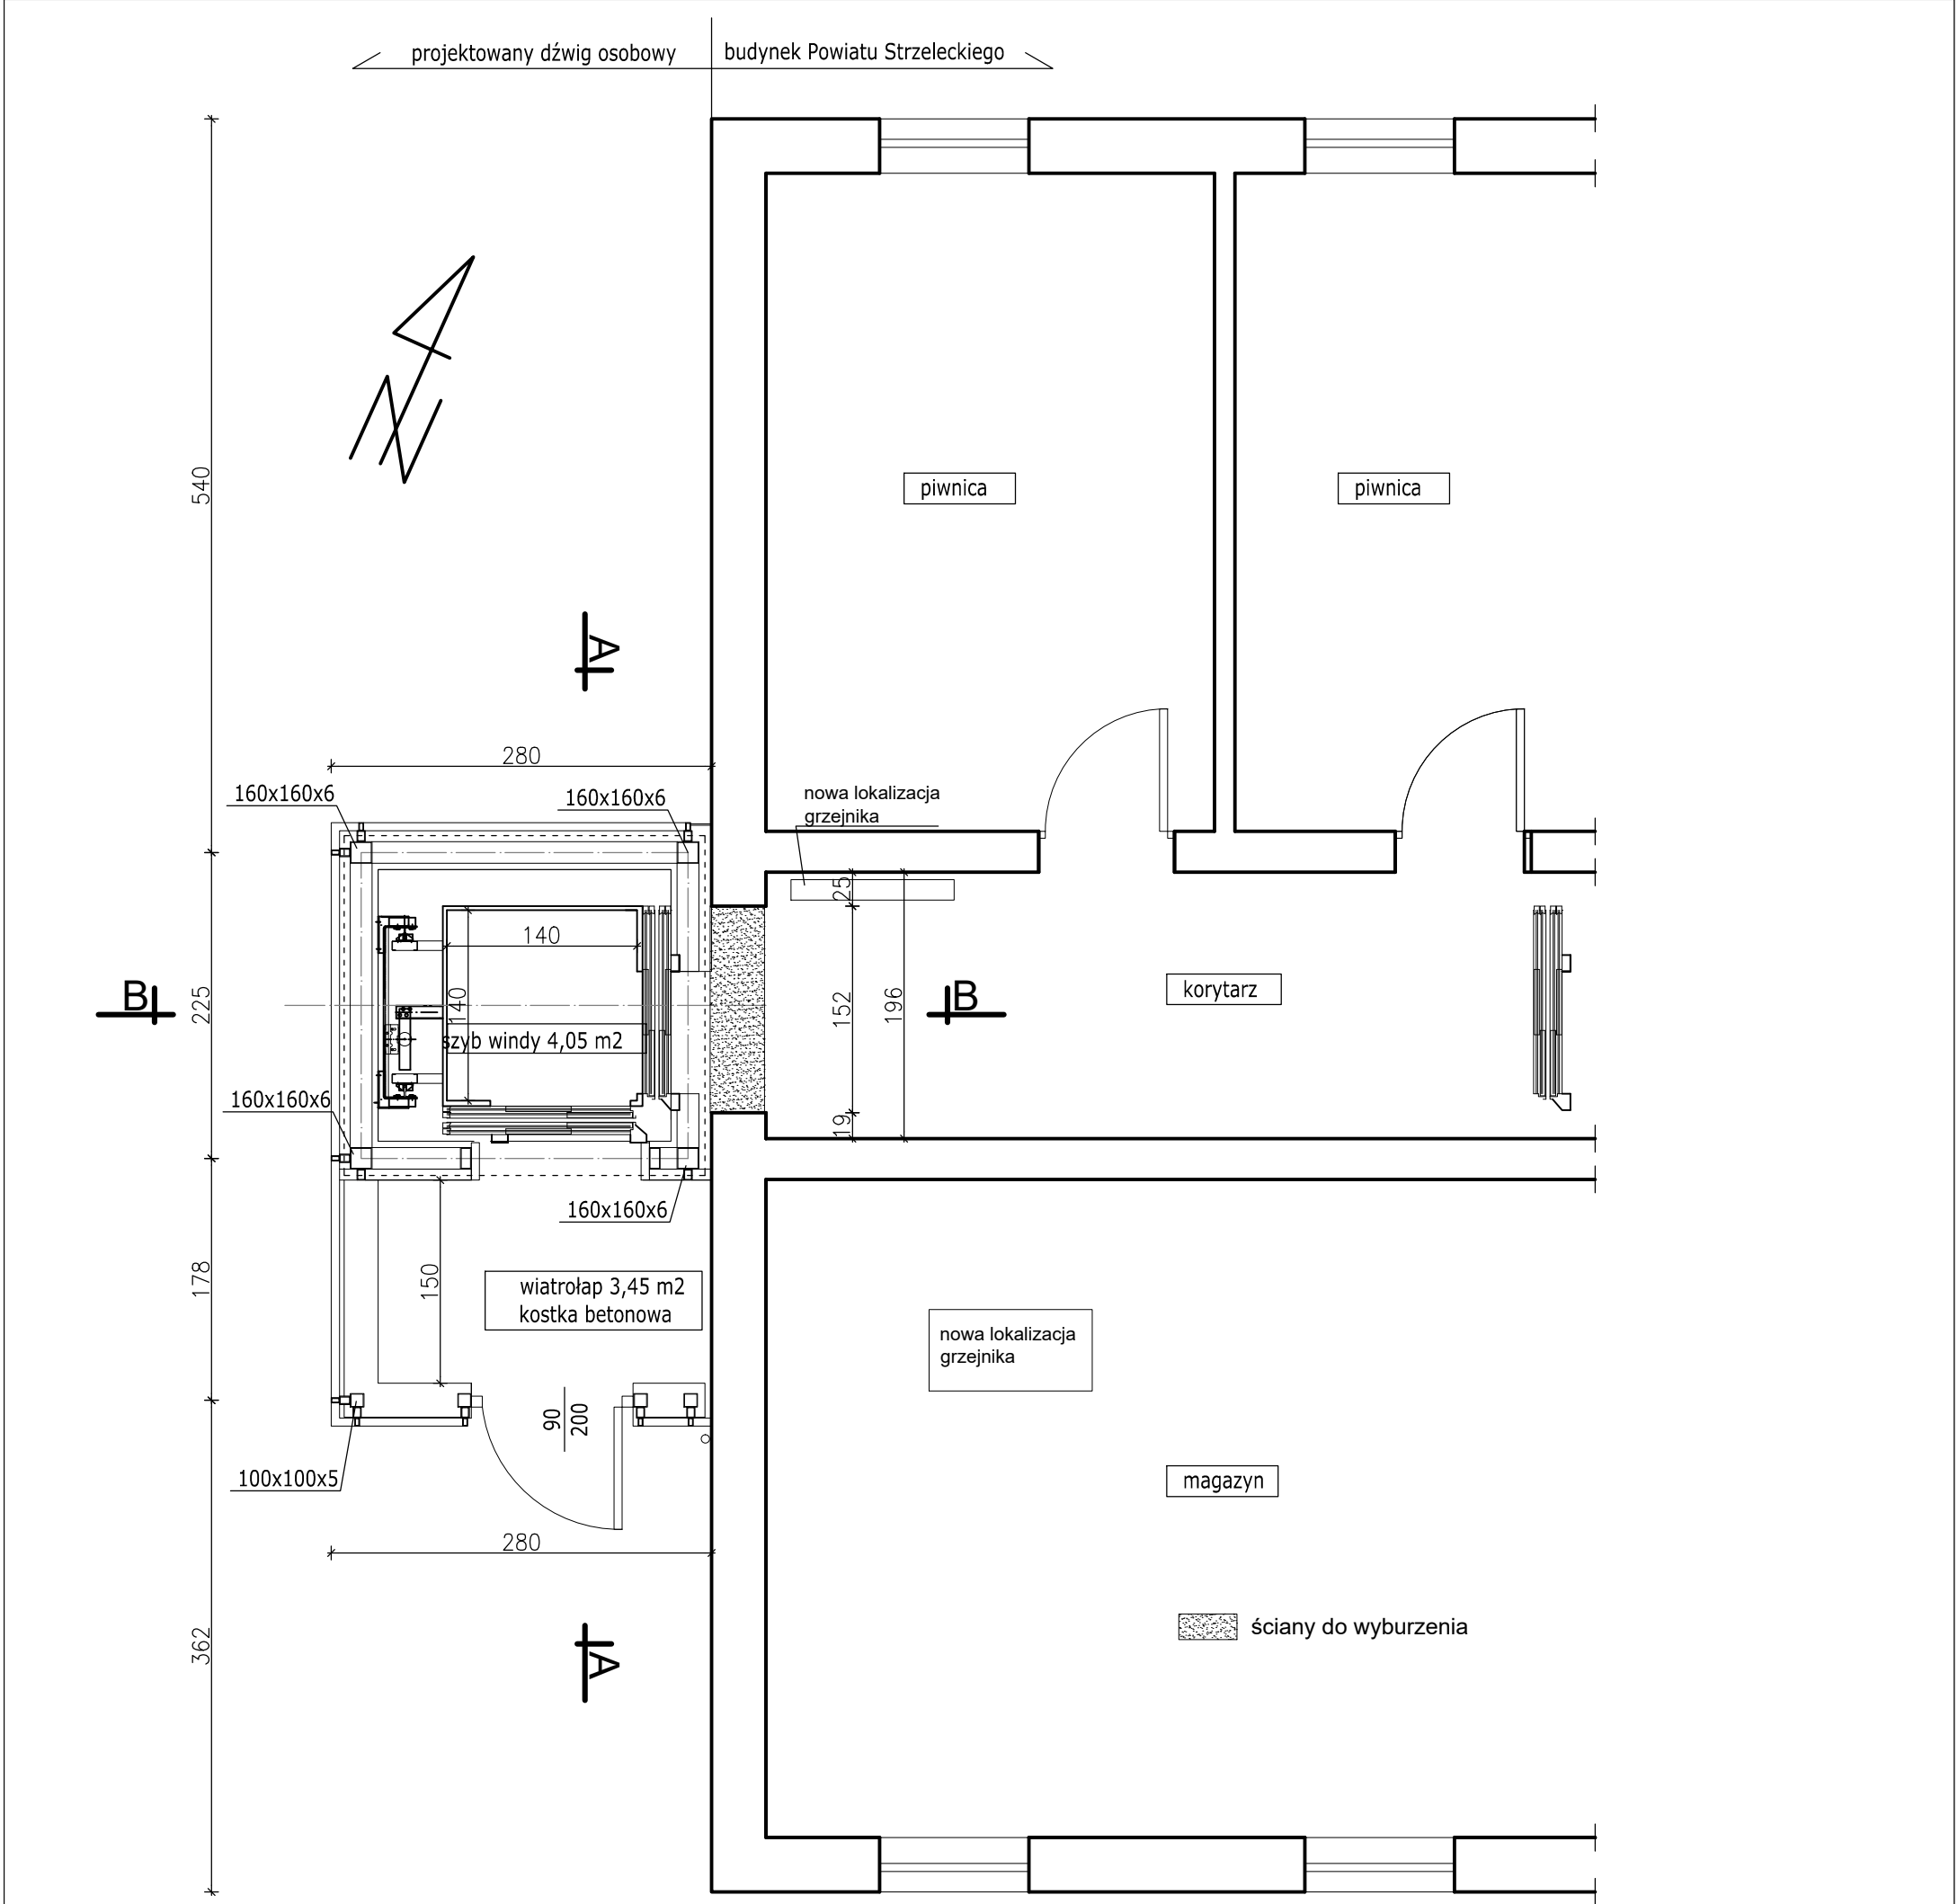 projektowany dźwig osobowy
budynek Powiatu Strzeleckiego
540
piwnica
piwnica
A
280
160x160x6
160x160x6
nowa lokalizacja
grzejnika
25
140
B
225
140
152
196
B
korytarz
szyb windy 4,05 m2
160x160x6
19
160x160x6
178
150
wiatrołap 3,45 m2
kostka betonowa
nowa lokalizacja
grzejnika
90
200
100x100x5
magazyn
280
362
A
ściany do wyburzenia
N